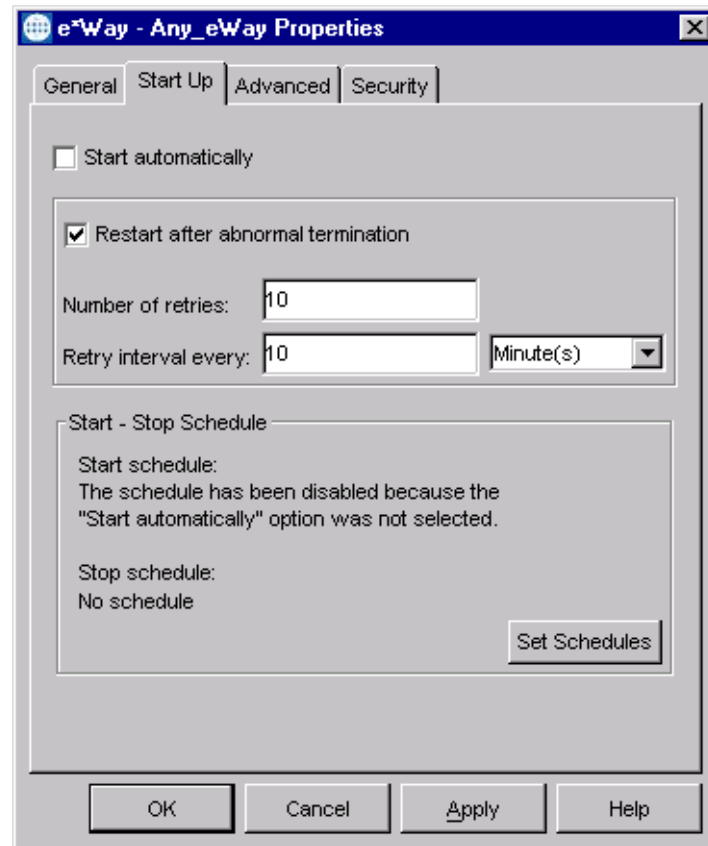 e*Way - Any_eWay Properties
General Start Up Advanced Security
Start automatically
Restart after abnormal termination
Number of retries: 10
Retry interval every: 10 Minute(s)
Start - Stop Schedule
Start schedule:
The schedule has been disabled because the
"Start automatically" option was not selected.
Stop schedule:
No schedule
Set Schedules
OK Cancel Apply Help